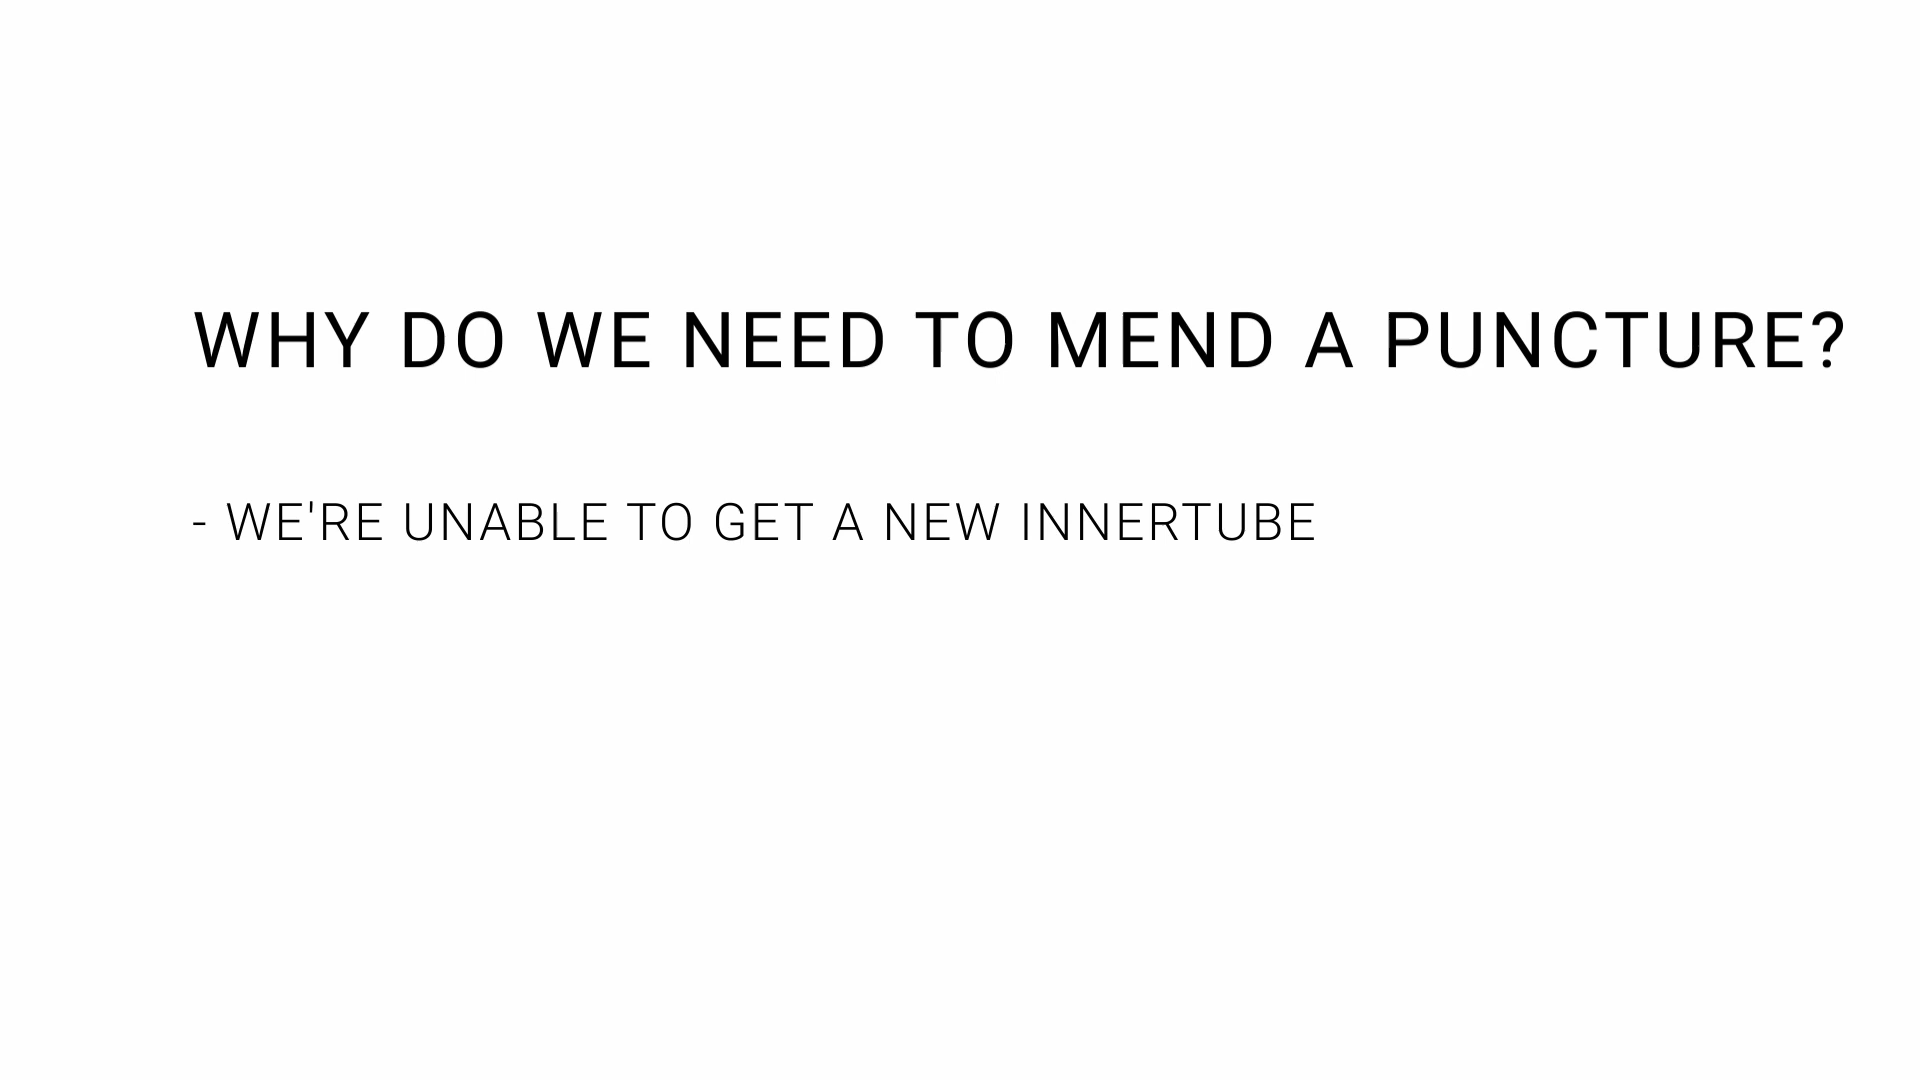 WHY DO WE NEED TO MEND A PUNCTURE?
- WE'RE UNABLE TO GET A NEW INNERTUBE